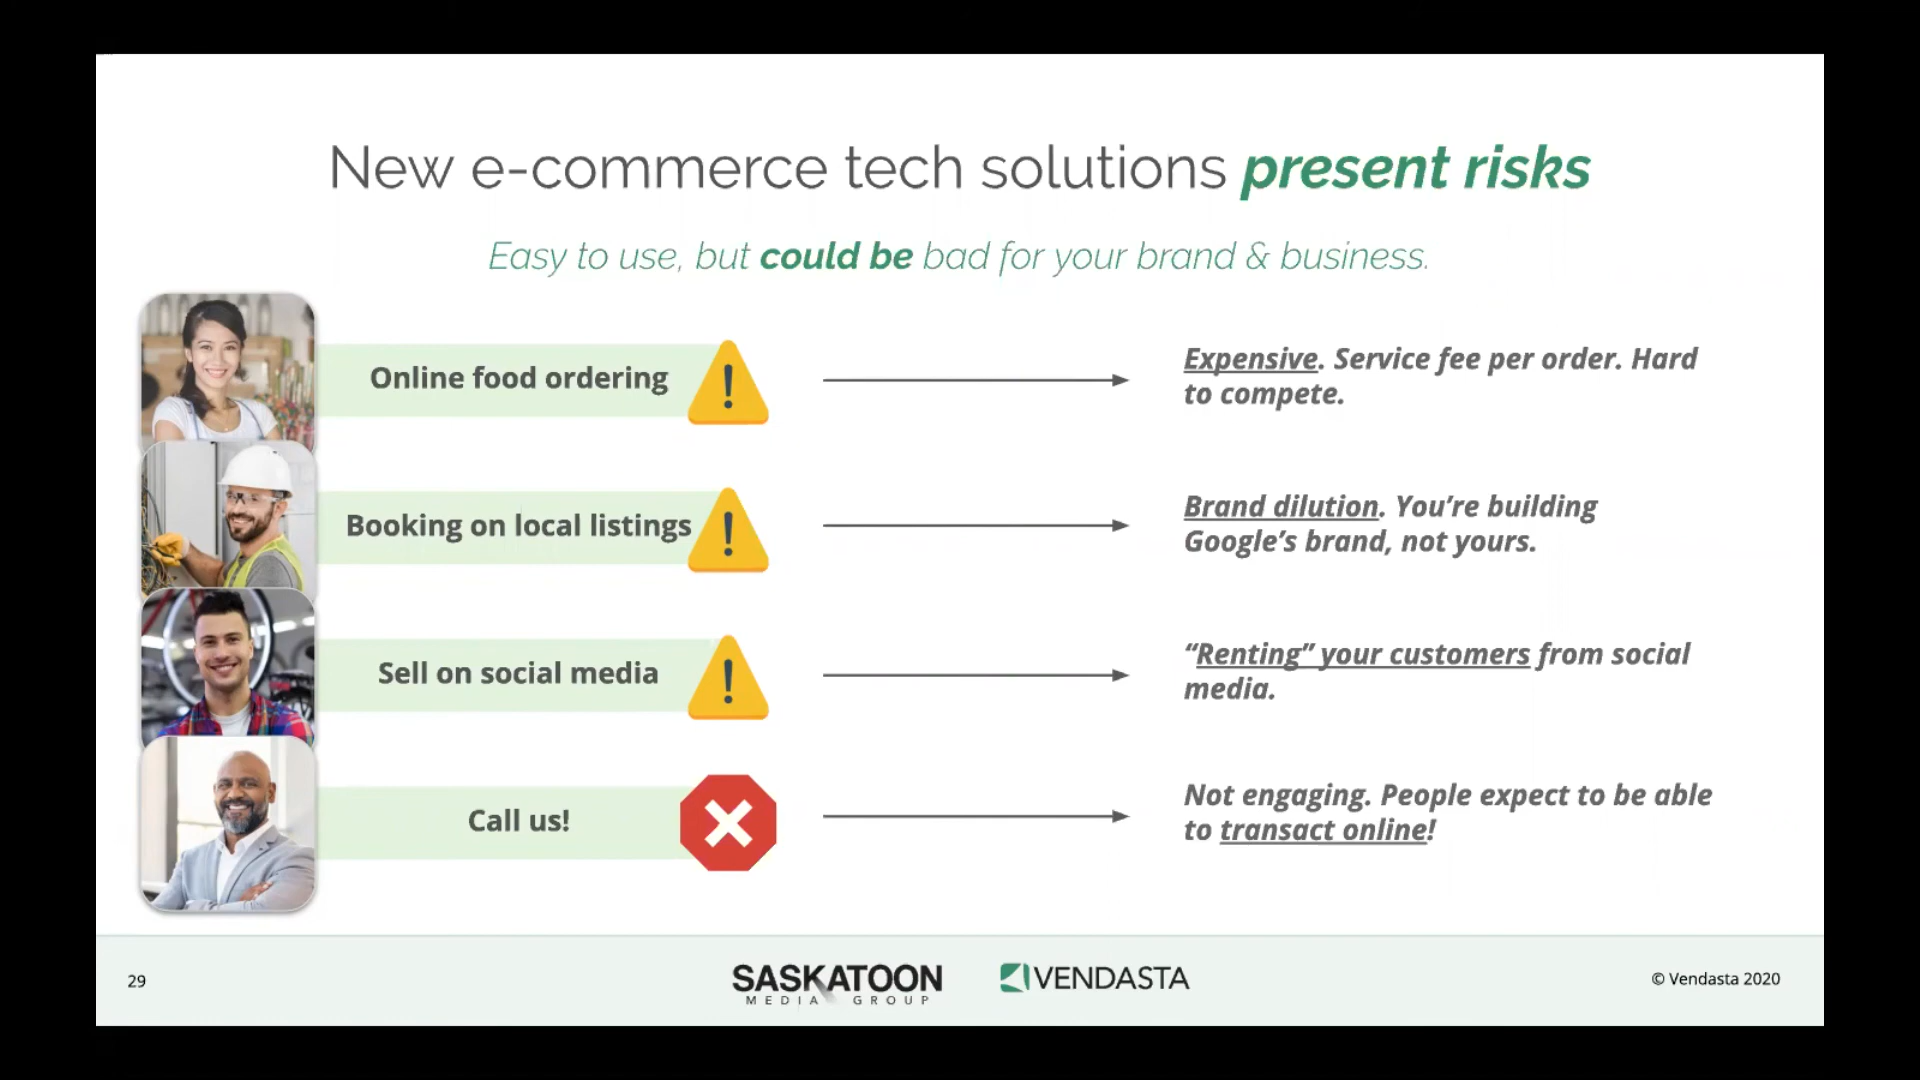 New e-commerce tech solutions present risks
Easy to use, but could be bad for your brand & business.
Online food ordering
Expensive. Service fee per order. Hard
to compete.
Booking on local listings
Brand dilution. You’re building
Google’s brand, not yours.
Sell on social media
“Renting” your customers from social
media.
Call us!
Not engaging. People expect to be able
to transact online!
29
SASKATOON
MEDIA GROUP
VENDASTA
© Vendasta 2020